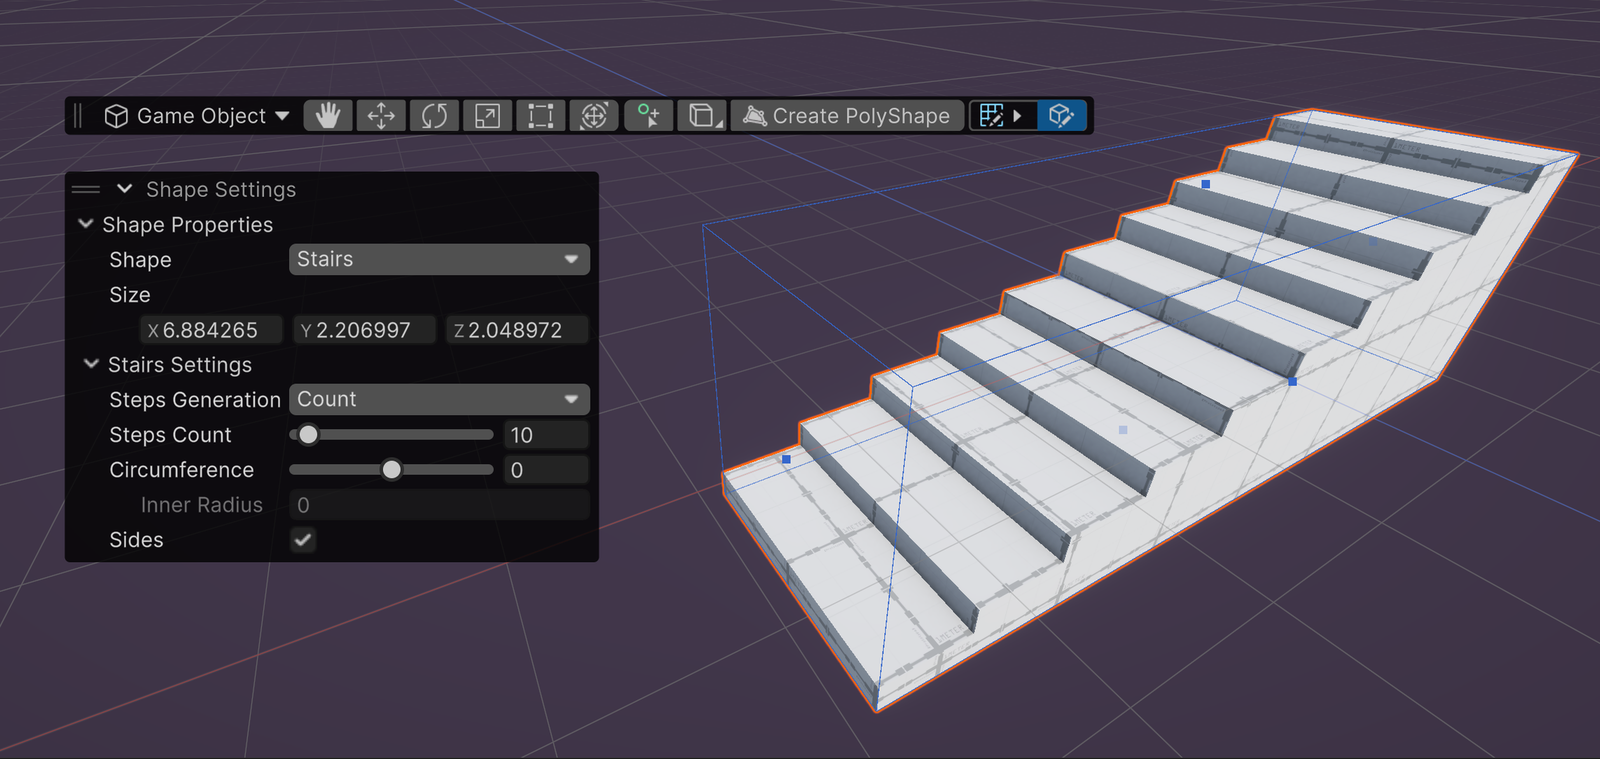 Game Object
Create PolyShape
Shape Settings
Shape Properties
Shape Stairs
Size
X 6.884265 Y 2.206997 Z 2.048972
Stairs Settings
Steps Generation Count
Steps Count 10
Circumference 0
Inner Radius 0
Sides